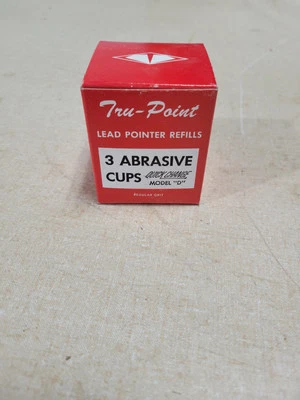 Tru-Point
LEAD POINTER REFILLS
3 ABRASIVE
CUPS QUICK CHANGE
MODEL "D"